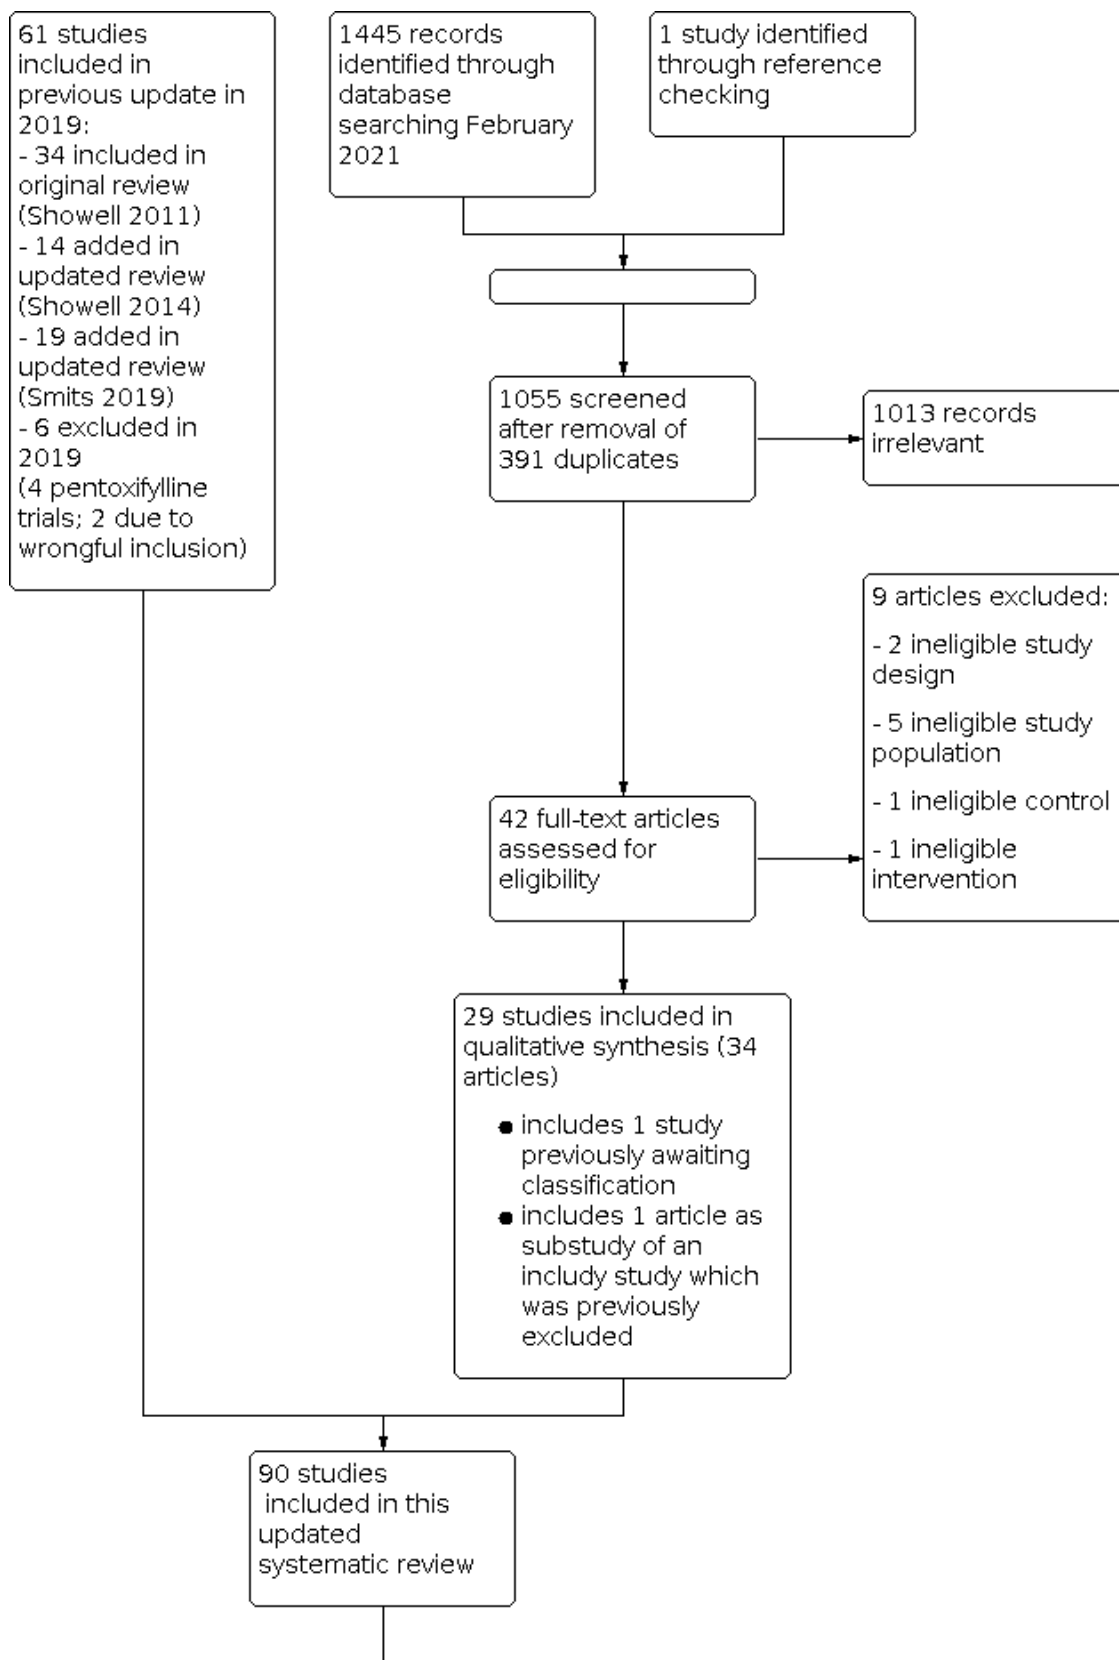 61 studies
included in
previous update in
2019:
- 34 included in
original review
(Showell 2011)
- 14 added in
updated review
(Showell 2014)
- 19 added in
updated review
(Smits 2019)
- 6 excluded in
2019
(4 pentoxifylline
trials; 2 due to
wrongful inclusion)
1445 records
identified through
database
searching February
2021
1 study identified
through reference
checking
1055 screened
after removal of
391 duplicates
1013 records
irrelevant
9 articles excluded:
- 2 ineligible study
design
- 5 ineligible study
population
- 1 ineligible control
- 1 ineligible
intervention
42 full-text articles
assessed for
eligibility
29 studies included in
qualitative synthesis (34
articles)
● includes 1 study
previously awaiting
classification
● includes 1 article as
substudy of an
includy study which
was previously
excluded
90 studies
included in this
updated
systematic review